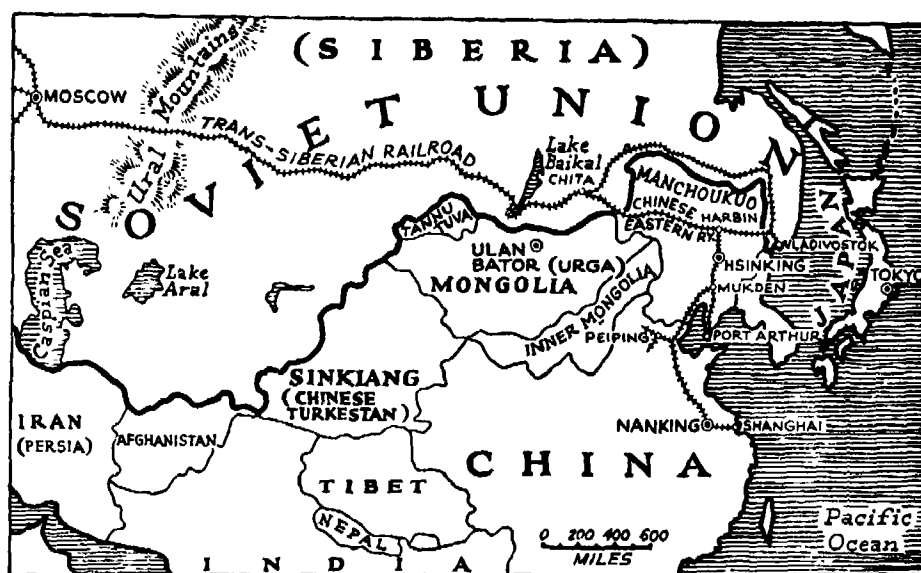 (SIBERIA)
SOVIET UNION
MOSCOW
Ural Mountains
TRANS-SIBERIAN RAILROAD
Lake
Baikal
CHITA
MANCHOUKUO
CHINESE
EASTERN RY.
HARBIN
TANNU
TUVA
ULAN
BATOR (URGA)
MONGOLIA
INNER MONGOLIA
VLADIVOSTOK
HSINKING
MUKDEN
JAPAN
TOKYO
Caspian Sea
Lake
Aral
PEIPING
PORT ARTHUR
SINKIANG
(CHINESE
TURKESTAN)
IRAN
(PERSIA)
AFGHANISTAN
NANKING
SHANGHAI
CHINA
TIBET
NEPAL
INDIA
0 200 400 600
MILES
Pacific
Ocean